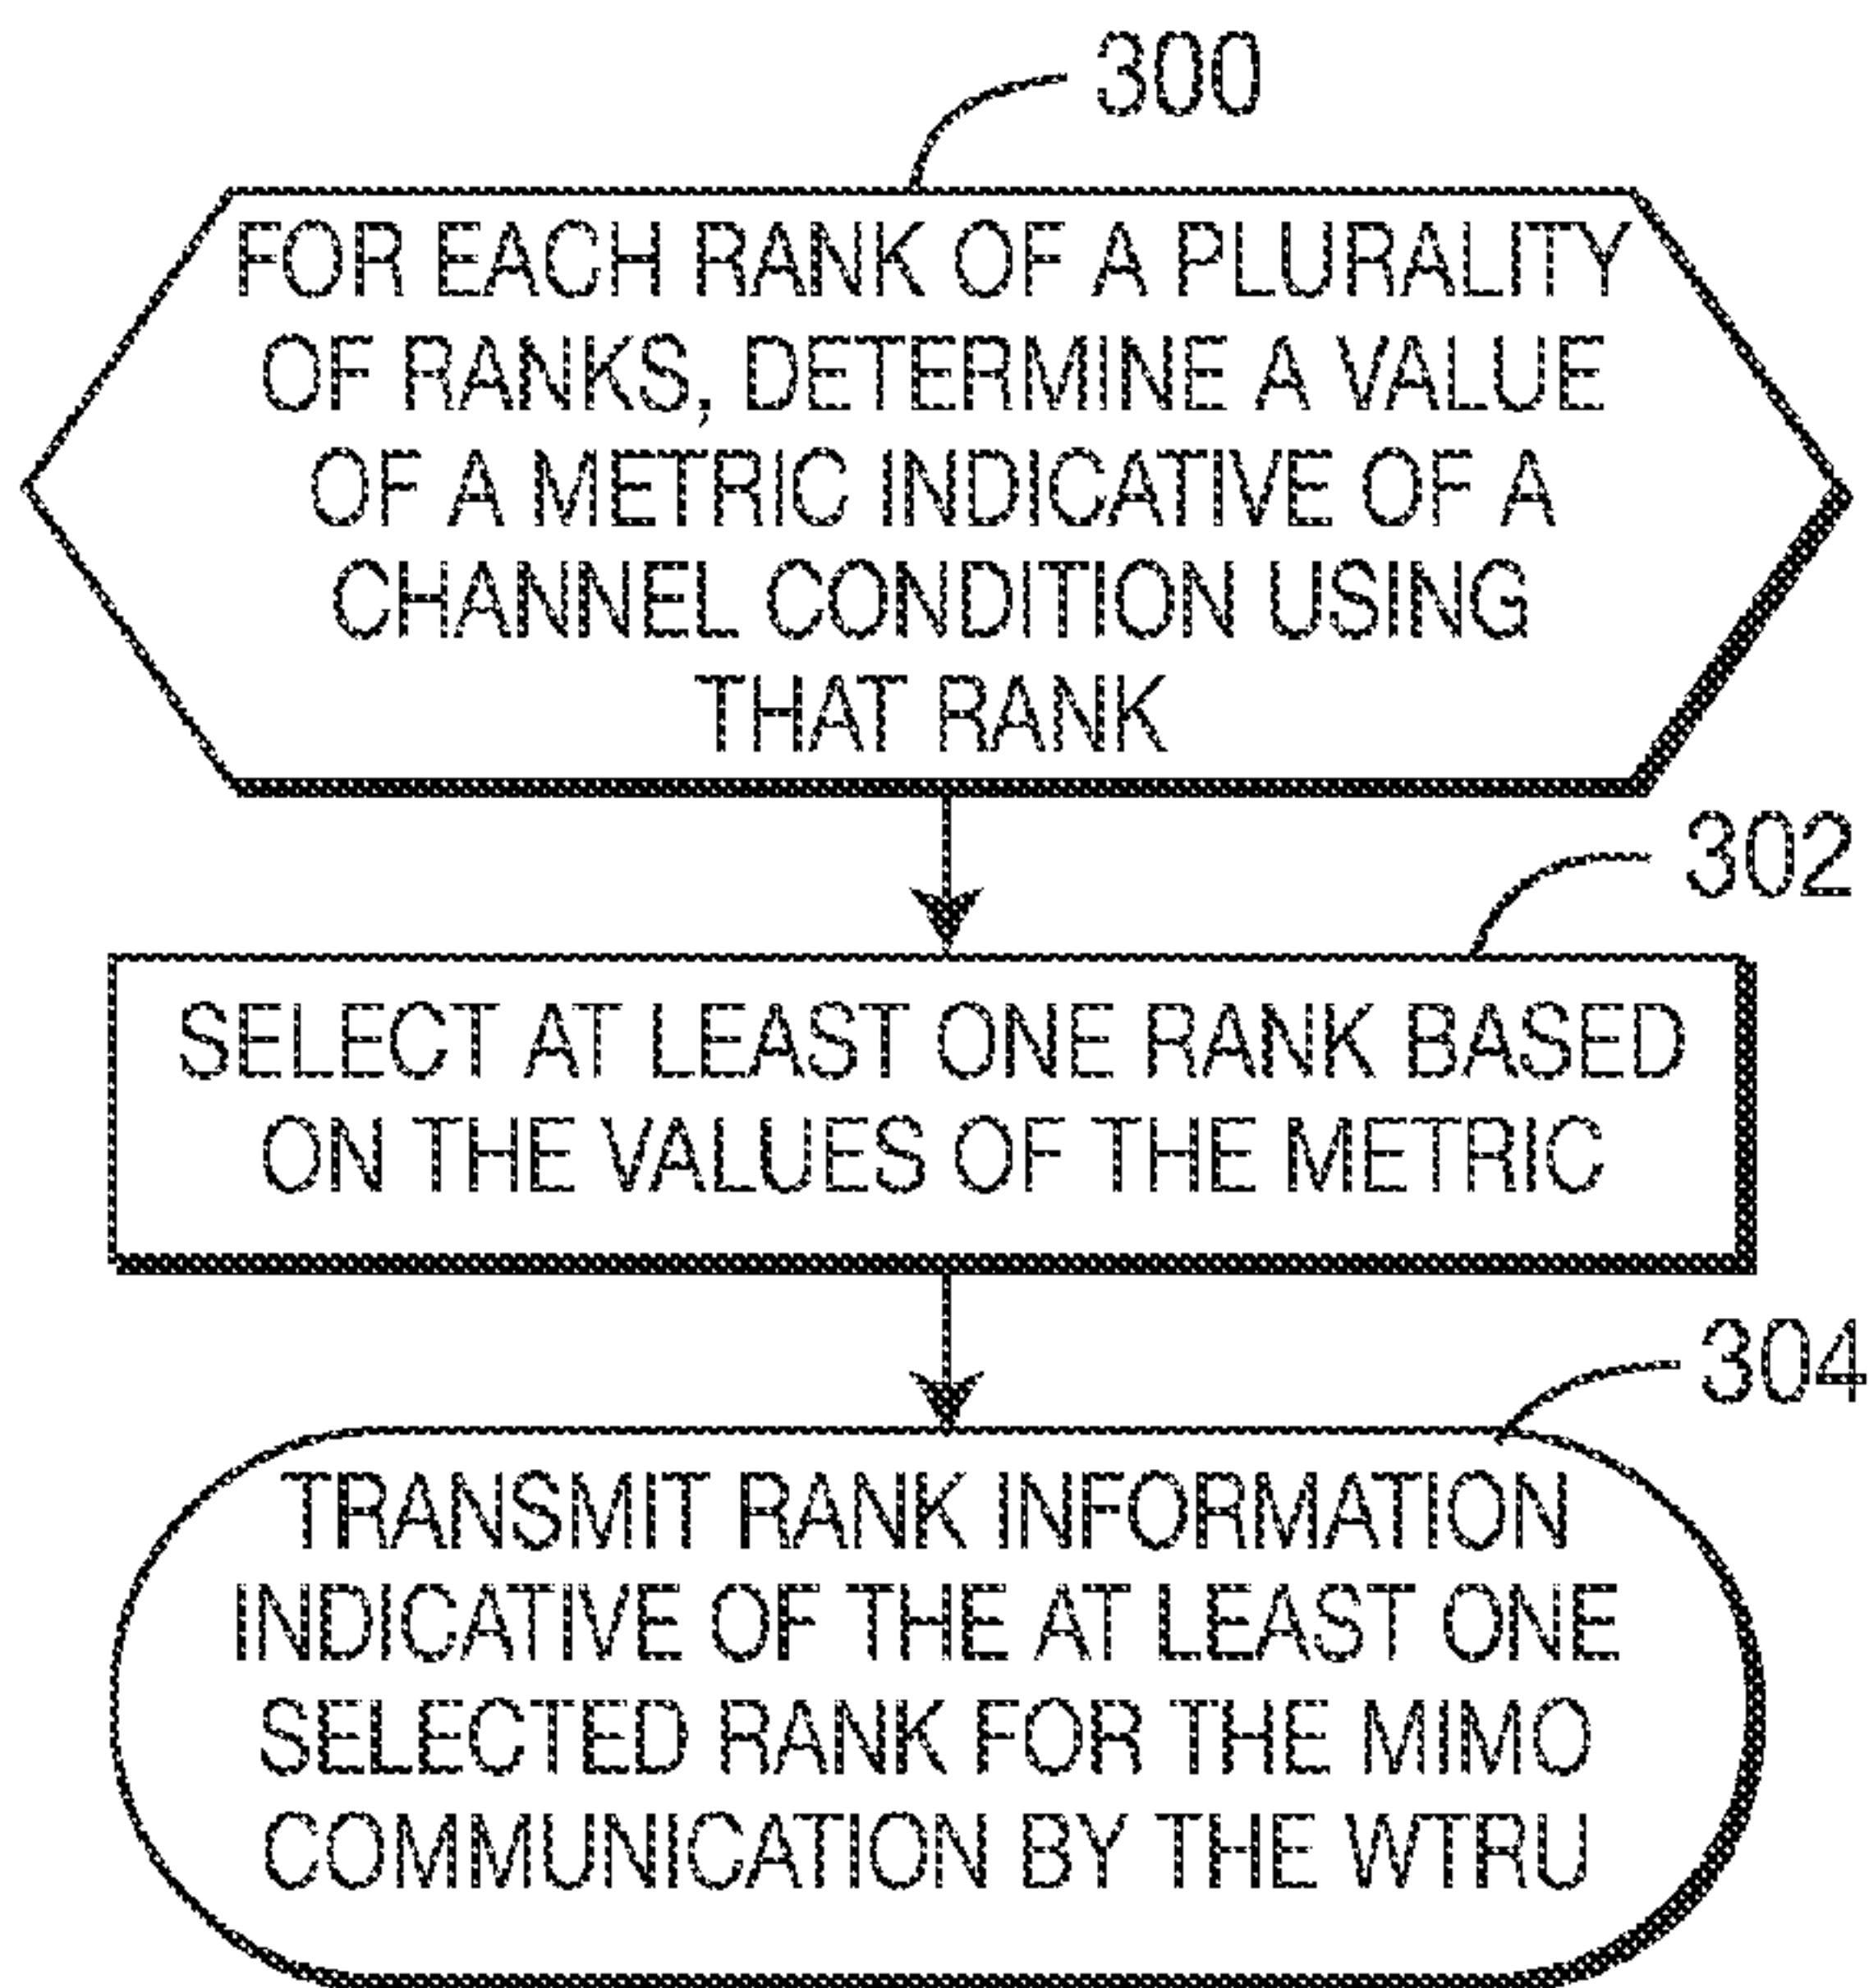 300
FOR EACH RANK OF A PLURALITY
OF RANKS, DETERMINE A VALUE
OF A METRIC INDICATIVE OF A
CHANNEL CONDITION USING
THAT RANK
302
SELECT AT LEAST ONE RANK BASED
ON THE VALUES OF THE METRIC
304
TRANSMIT RANK INFORMATION
INDICATIVE OF THE AT LEAST ONE
SELECTED RANK FOR THE MIMO
COMMUNICATION BY THE WTRU